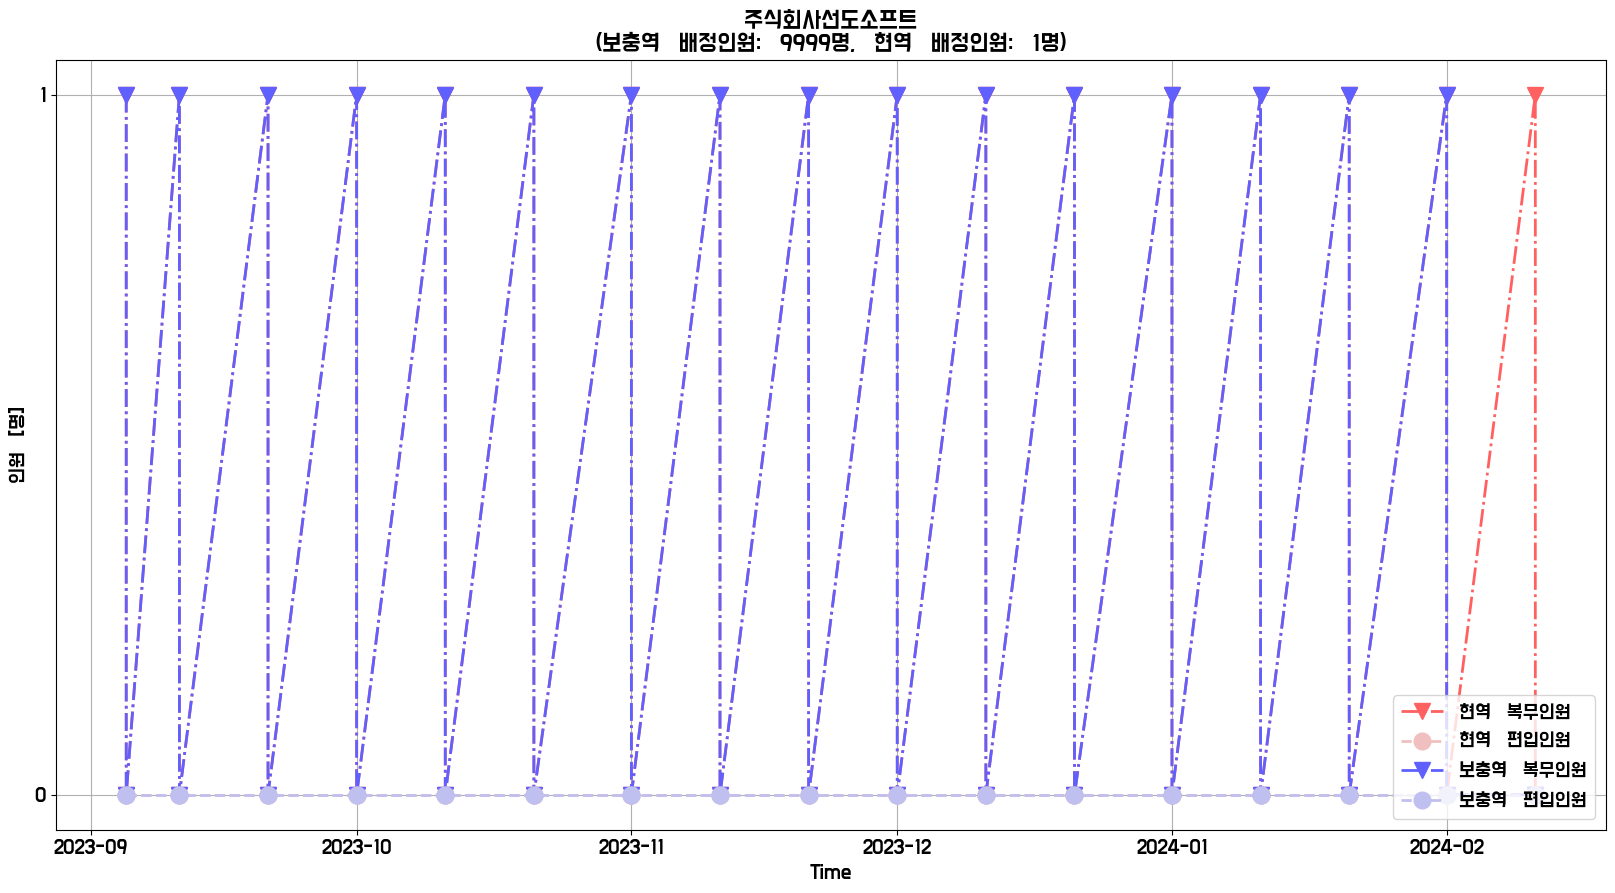 주식회사선도소프트
(보충역 배정인원: 9999명, 현역 배정인원: 1명)
인원 [명]
1
0
2023-09
2023-10
2023-11
2023-12
2024-01
2024-02
Time
현역 복무인원
현역 편입인원
보충역 복무인원
보충역 편입인원